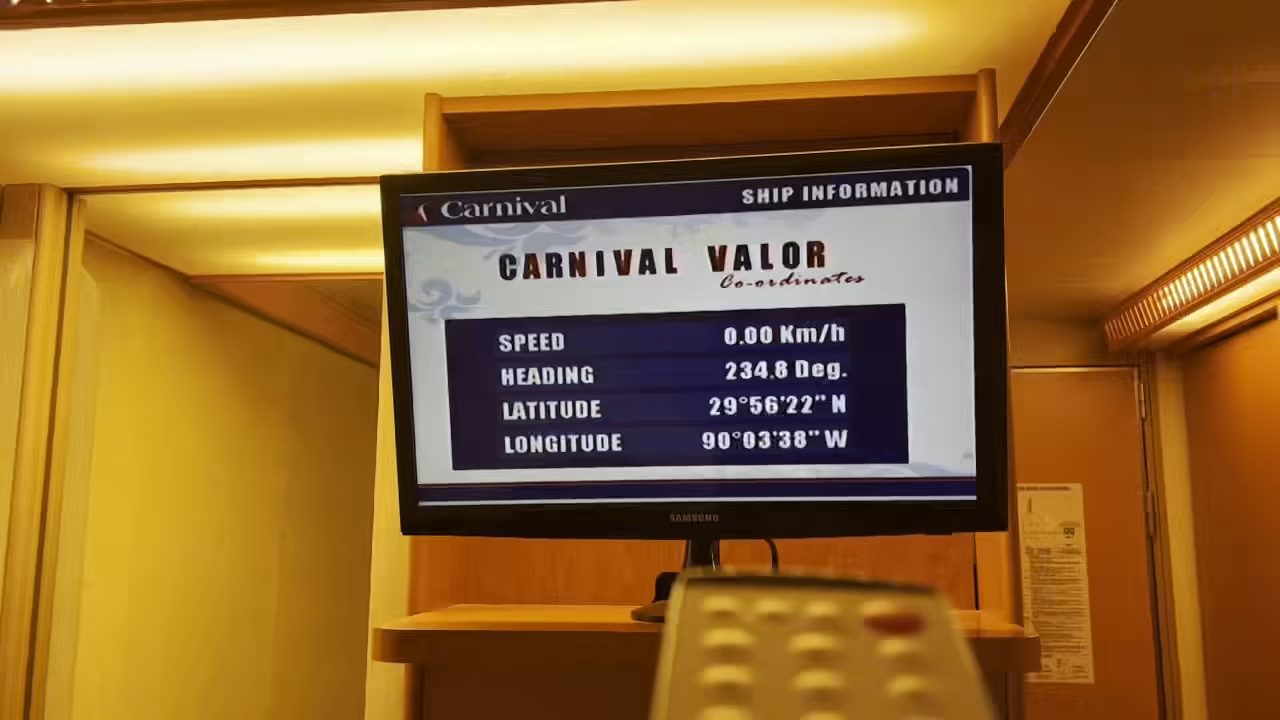 Carnival
SHIP INFORMATION
CARNIVAL VALOR
Co-ordinates
SPEED 0.00 Km/h
HEADING 234.8 Deg.
LATITUDE 29°56'22" N
LONGITUDE 90°03'38" W
SAMSUNG